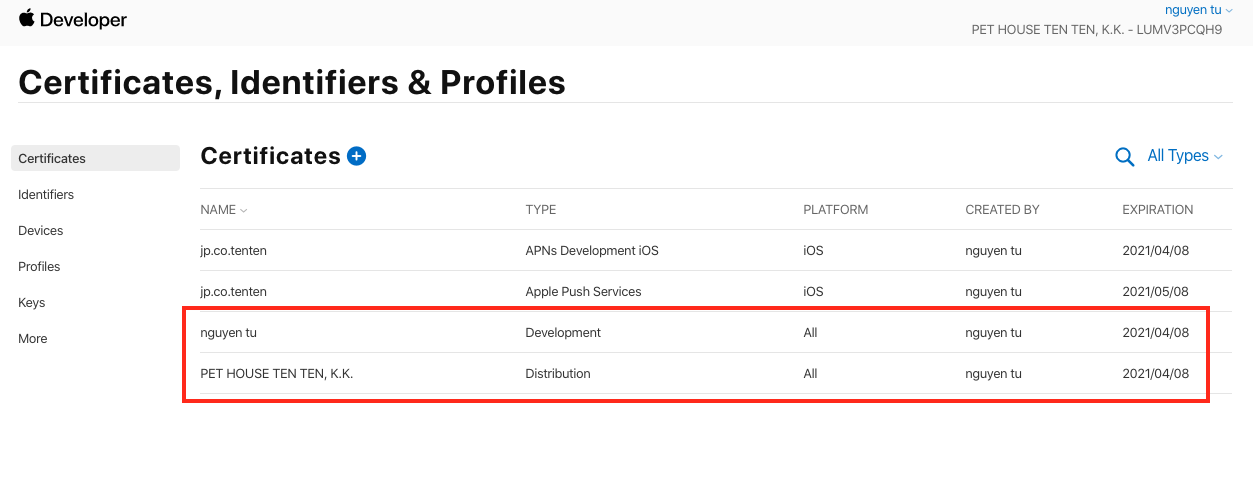 Developer
nguyen tu
PET HOUSE TEN TEN, K.K. - LUMV3PCQH9
Certificates, Identifiers & Profiles
Certificates
Identifiers
Devices
Profiles
Keys
More
Certificates
All Types
NAME TYPE PLATFORM CREATED BY EXPIRATION
jp.co.tenten APNs Development iOS iOS nguyen tu 2021/04/08
jp.co.tenten Apple Push Services iOS nguyen tu 2021/05/08
nguyen tu Development All nguyen tu 2021/04/08
PET HOUSE TEN TEN, K.K. Distribution All nguyen tu 2021/04/08